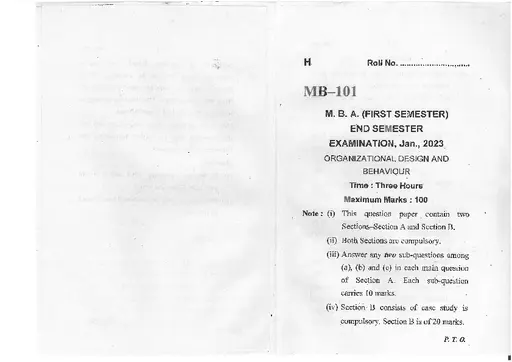 H Roll No. ..............................
MB–101
M. B. A. (FIRST SEMESTER)
END SEMESTER
EXAMINATION, Jan., 2023
ORGANIZATIONAL DESIGN AND
BEHAVIOUR
Time : Three Hours
Maximum Marks : 100
Note : (i) This question paper contain two
Sections–Section A and Section B.
(ii) Both Sections are compulsory.
(iii) Answer any two sub-questions among
(a), (b) and (c) in each main question
of Section A. Each sub-question
carries 10 marks.
(iv) Section B consists of case study is
compulsory. Section B is of 20 marks.
P. T. O.